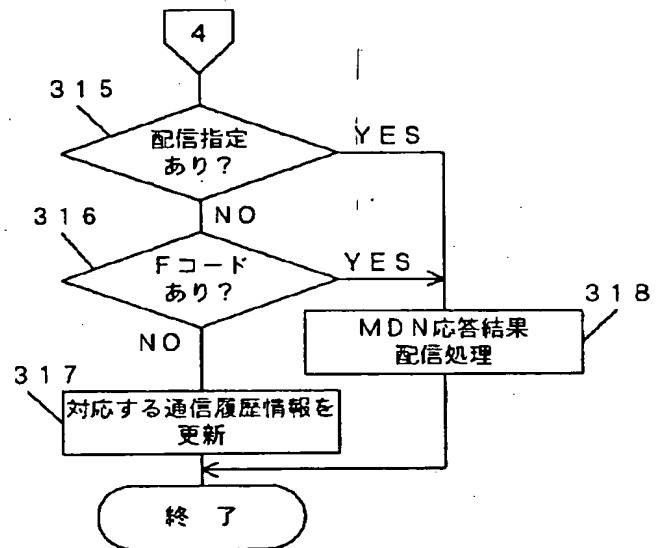 4
315
配信指定
あり?
YES
NO
316
Fコード
あり?
YES
NO
318
MDN応答結果
配信処理
317
対応する通信履歴情報を
更新
終 了